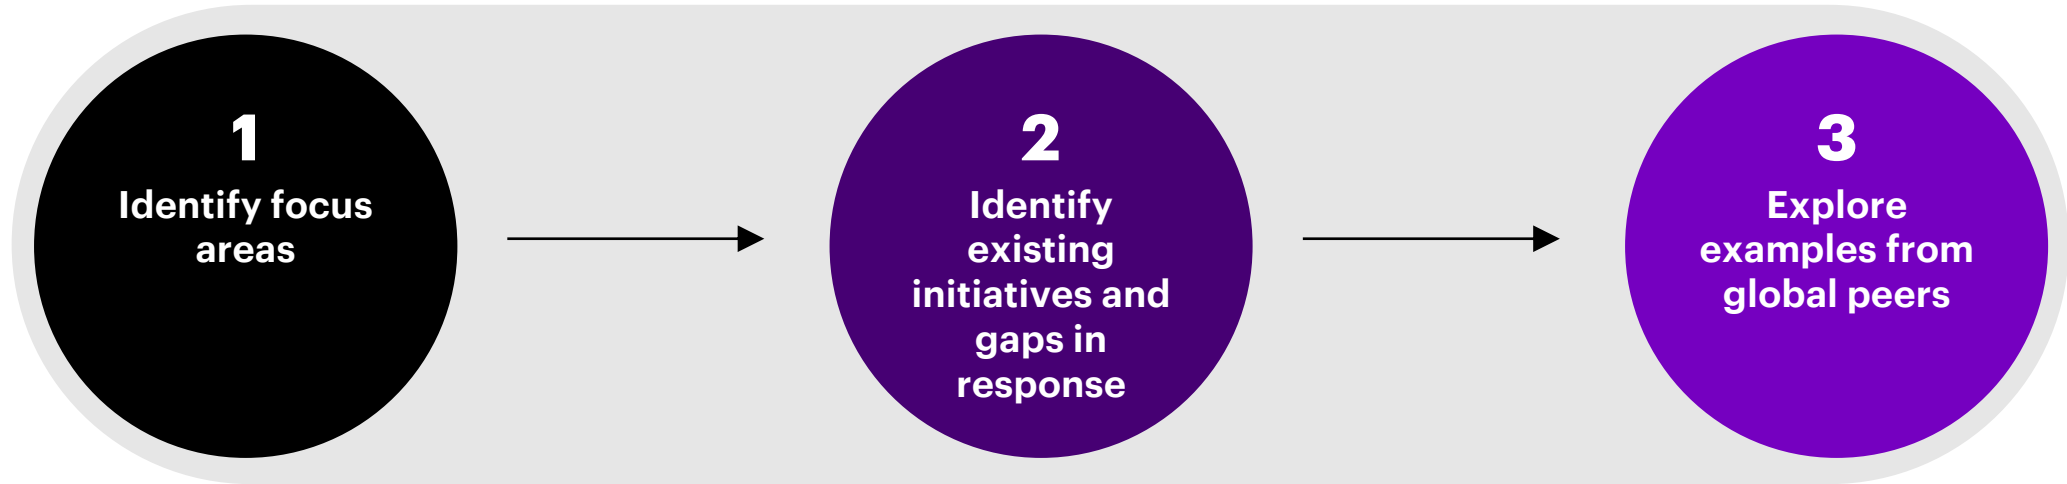 1
Identify focus
areas
2
Identify
existing
initiatives and
gaps in
response
3
Explore
examples from
global peers